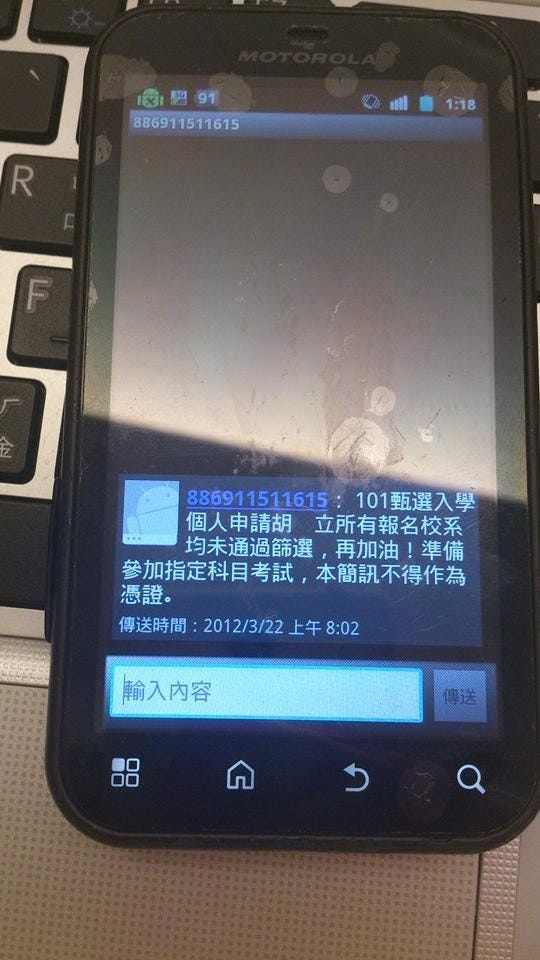 MOTOROLA
3G 91 1:18
886911511615
R
F
金
886911511615： 101甄選入學
個人申請胡　立所有報名校系
均未通過篩選，再加油！準備
參加指定科目考試，本簡訊不得作為
憑證。
傳送時間：2012/3/22 上午 8:02
輸入內容
傳送